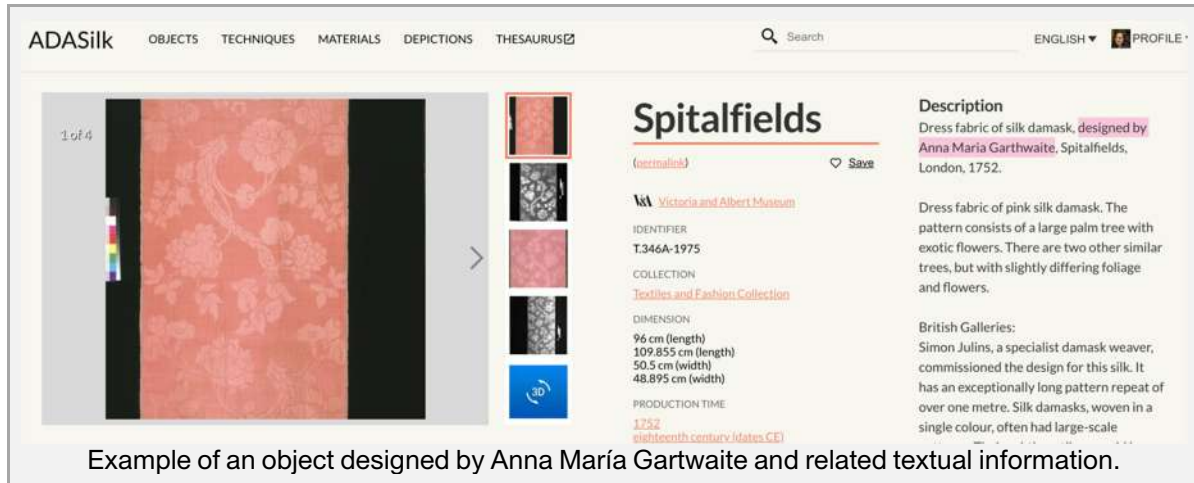 ADASilk OBJECTS TECHNIQUES MATERIALS DEPICTIONS THESAURUS Search ENGLISH PROFILE
1 of 4
3D
Spitalfields
(permalink) Save
V&A Victoria and Albert Museum
IDENTIFIER
T.346A-1975
COLLECTION
Textiles and Fashion Collection
DIMENSION
96 cm (length)
109.855 cm (length)
50.5 cm (width)
48.895 cm (width)
PRODUCTION TIME
1752
eighteenth century (dates CE)
Description
Dress fabric of silk damask, designed by
Anna Maria Garthwaite, Spitalfields,
London, 1752.
Dress fabric of pink silk damask. The
pattern consists of a large palm tree with
exotic flowers. There are two other similar
trees, but with slightly differing foliage
and flowers.
British Galleries:
Simon Julins, a specialist damask weaver,
commissioned the design for this silk. It
has an exceptionally long pattern repeat of
over one metre. Silk damasks, woven in a
single colour, often had large-scale
Example of an object designed by Anna María Gartwaite and related textual information.